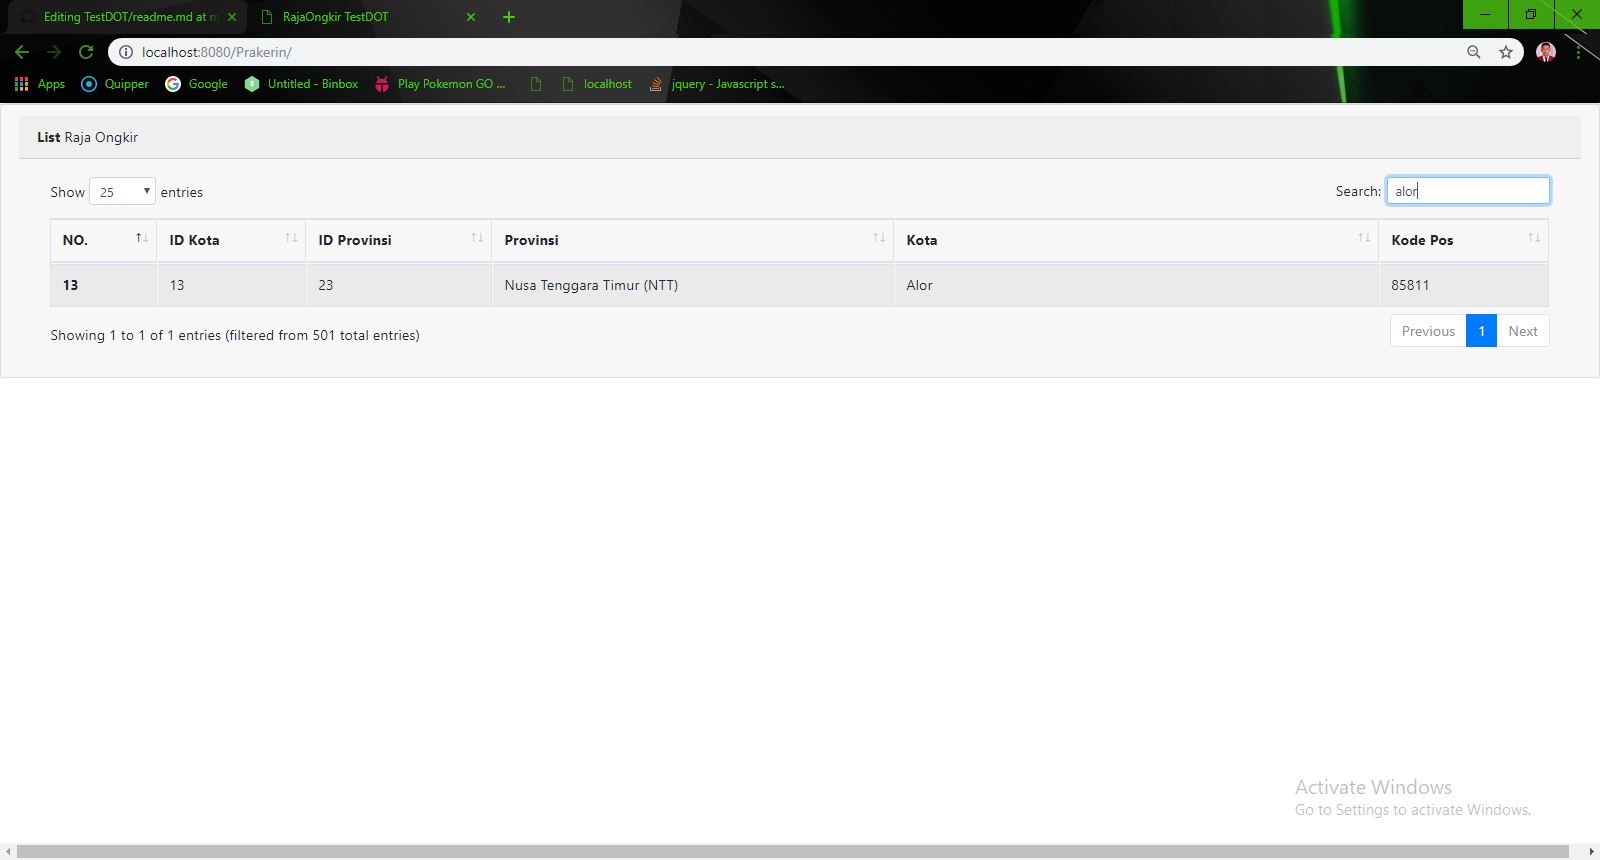 Editing TestDOT/readme.md at m
RajaOngkir TestDOT
localhost:8080/Prakerin/
Apps Quipper Google Untitled - Binbox Play Pokemon GO ... localhost jquery - Javascript s...
List Raja Ongkir
Show 25 entries Search: alor
NO. ID Kota ID Provinsi Provinsi Kota Kode Pos
13 13 23 Nusa Tenggara Timur (NTT) Alor 85811
Showing 1 to 1 of 1 entries (filtered from 501 total entries) Previous 1 Next
Activate Windows
Go to Settings to activate Windows.